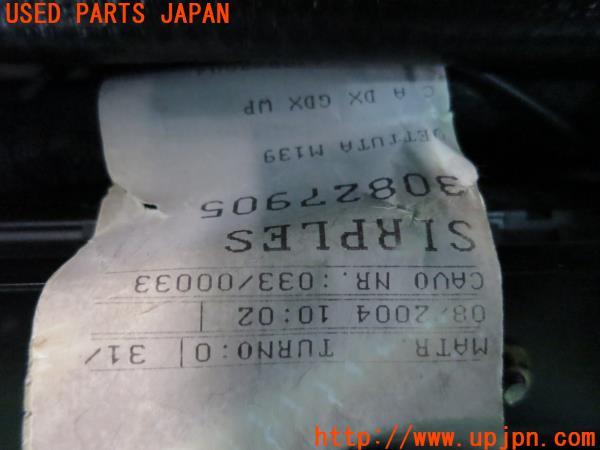 USED PARTS JAPAN
MATR. TURNO:0| 31/
08/2004 10:02 |
CAVO NR.:033/00033
SIRPLES
30827905
M139
C A DX GDX WP
http://www.upjpn.com/